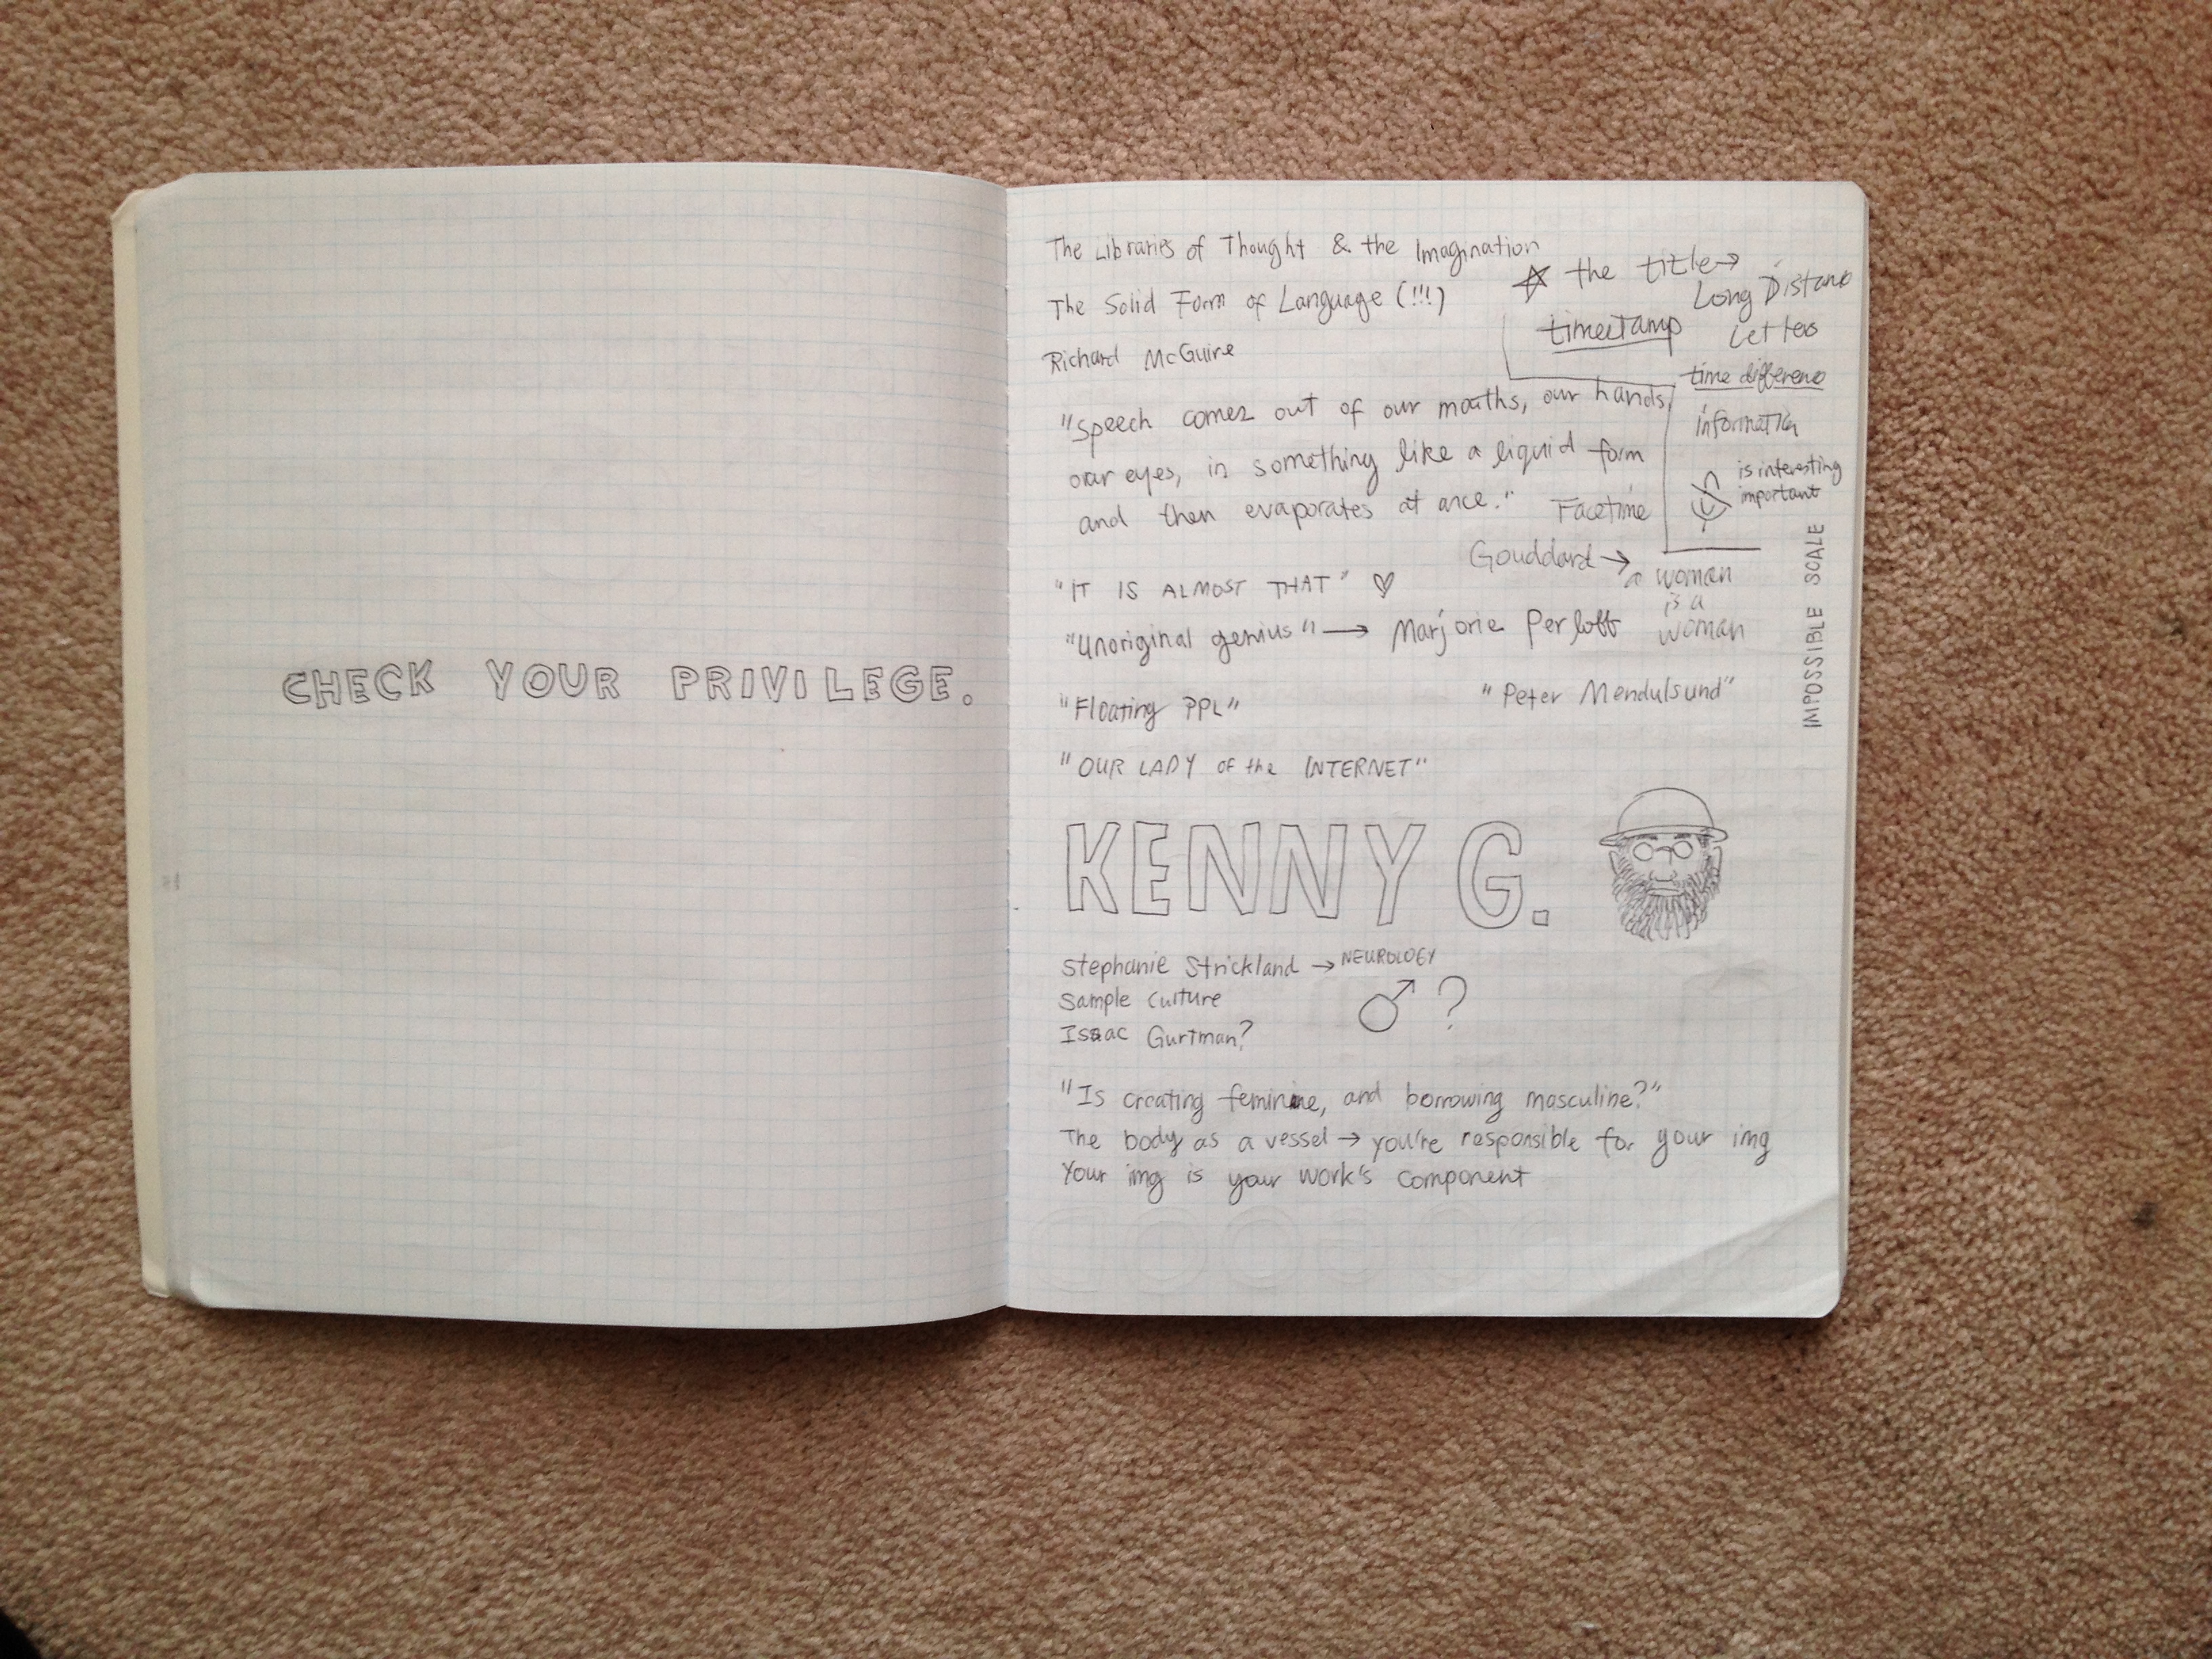 CHECK YOUR PRIVILEGE.
The Libraries of Thought & the Imagination
The Solid Form of Language (!!!)
Richard McGuire
the title→
Long Distanc
Letters
timestamp
time differenc
information
is interesting
important
"Speech comes out of our mouths, our hands,
our eyes, in something like a liquid form
and then evaporates at once."
Facetime
Gouddard →
a woman
is a
woman
IMPOSSIBLE SCALE
"IT IS ALMOST THAT"
"Unoriginal genius" → Marjorie Perloff
"Floating PPL"
"Peter Mendulsund"
"OUR LADY of the INTERNET"
KENNY G.
Stephanie Strickland → NEUROLOGY
Sample Culture
♂ ?
Isaac Gurtman?
"Is creating feminine, and borrowing masculine?"
The body as a vessel → you're responsible for your img
Your img is your work's component